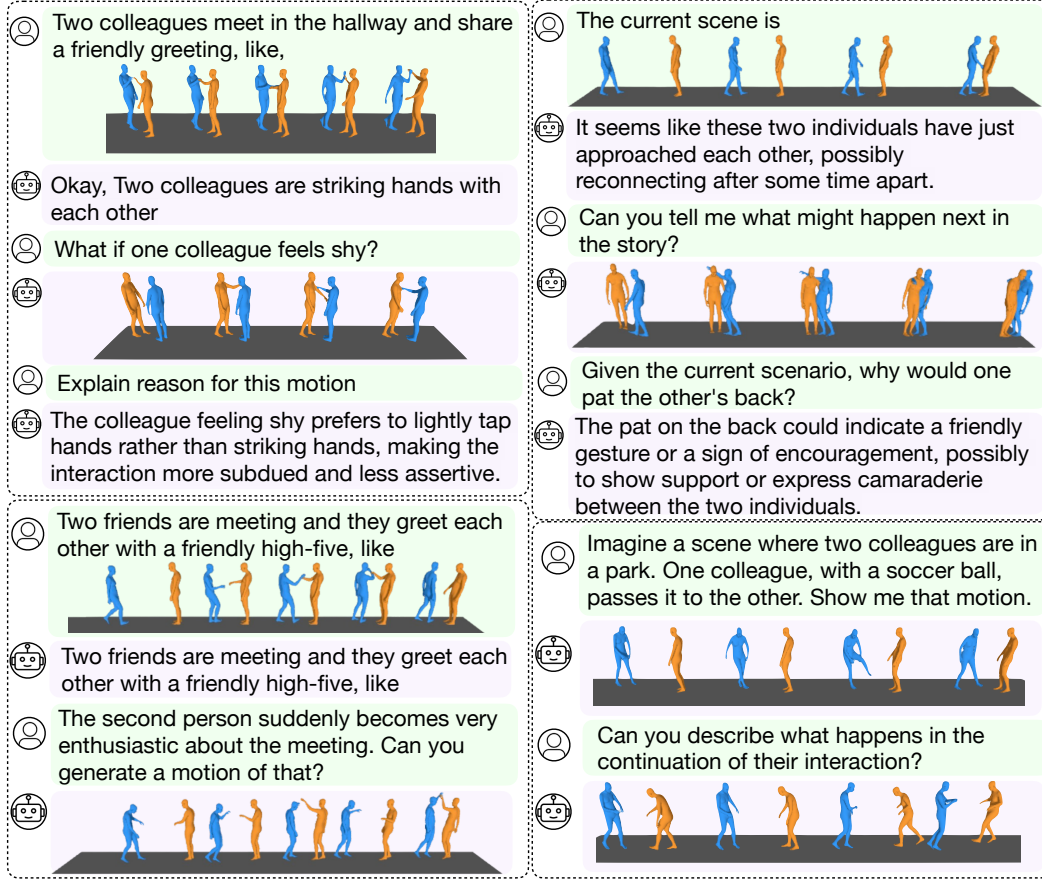 Two colleagues meet in the hallway and share
a friendly greeting, like,
Okay, Two colleagues are striking hands with
each other
What if one colleague feels shy?
Explain reason for this motion
The colleague feeling shy prefers to lightly tap
hands rather than striking hands, making the
interaction more subdued and less assertive.
The current scene is
It seems like these two individuals have just
approached each other, possibly
reconnecting after some time apart.
Can you tell me what might happen next in
the story?
Given the current scenario, why would one
pat the other's back?
The pat on the back could indicate a friendly
gesture or a sign of encouragement, possibly
to show support or express camaraderie
between the two individuals.
Two friends are meeting and they greet each
other with a friendly high-five, like
Two friends are meeting and they greet each
other with a friendly high-five, like
The second person suddenly becomes very
enthusiastic about the meeting. Can you
generate a motion of that?
Imagine a scene where two colleagues are in
a park. One colleague, with a soccer ball,
passes it to the other. Show me that motion.
Can you describe what happens in the
continuation of their interaction?